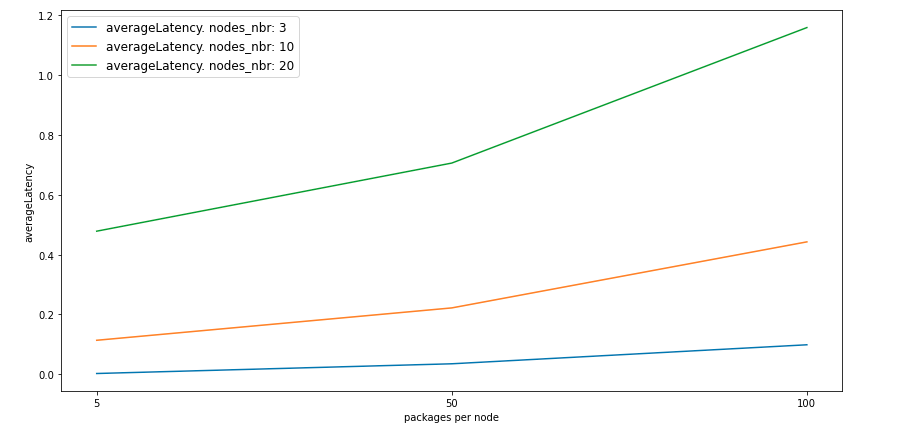 averageLatency. nodes_nbr: 3
averageLatency. nodes_nbr: 10
averageLatency. nodes_nbr: 20
1.2
1.0
0.8
0.6
0.4
0.2
0.0
averageLatency
5
50
100
packages per node